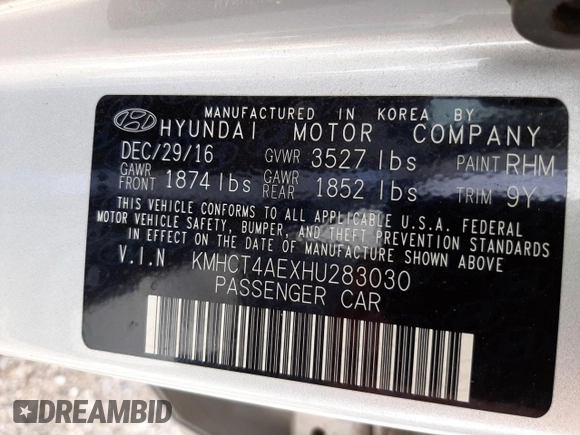 MANUFACTURED IN KOREA BY
HYUNDAI MOTOR COMPANY
DEC/29/16 GVWR 3527 lbs PAINT RHM
GAWR FRONT 1874 lbs GAWR REAR 1852 lbs TRIM 9Y
THIS VEHICLE CONFORMS TO ALL APPLICABLE U.S.A. FEDERAL
MOTOR VEHICLE SAFETY, BUMPER, AND THEFT PREVENTION STANDARDS
IN EFFECT ON THE DATE OF MANUFACTURE SHOWN ABOVE
V.I.N KMHCT4AEXHU283030
PASSENGER CAR
DREAMBID